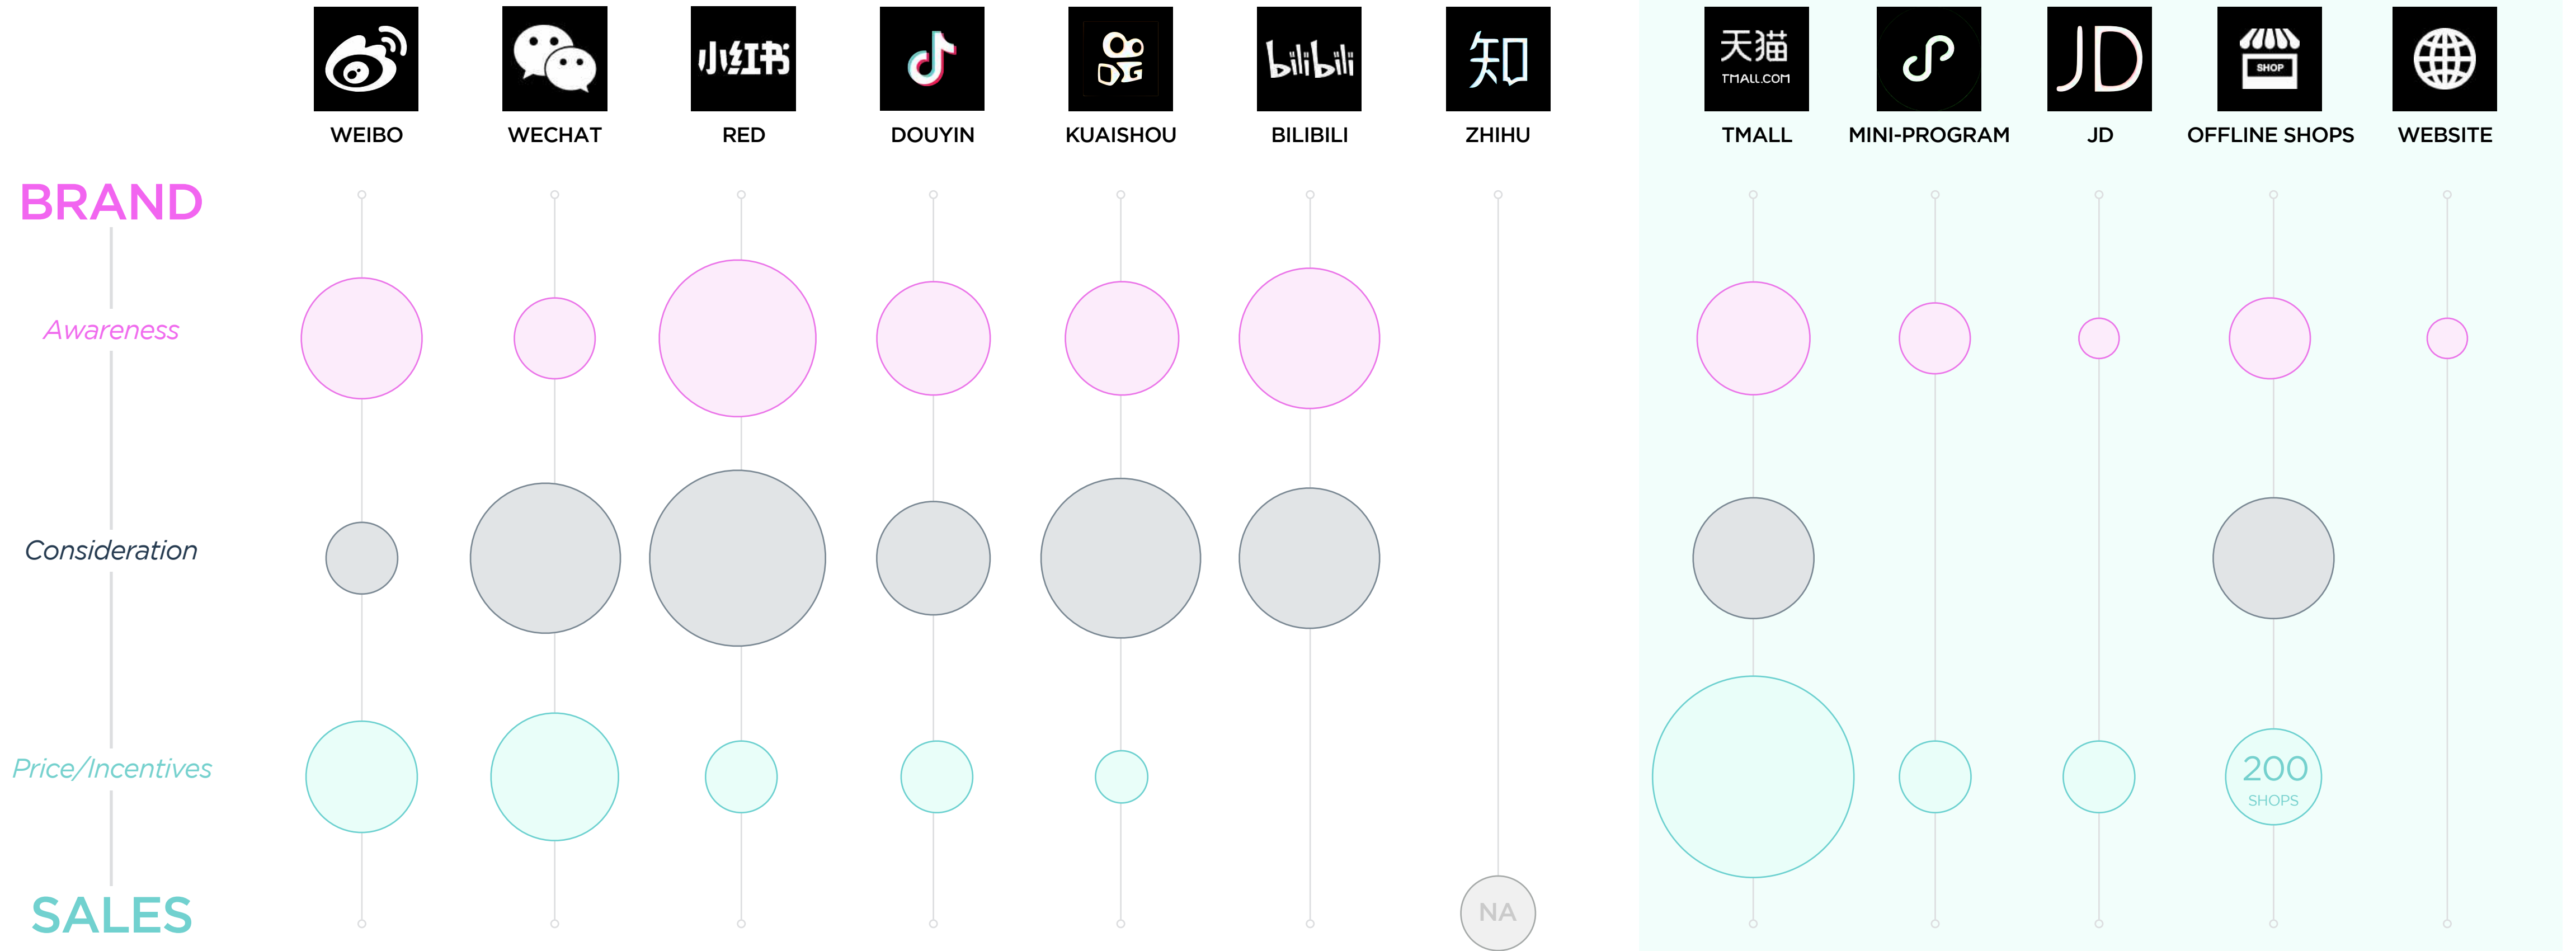 小红书
bilibili
知
天猫
TMALL.COM
JD
SHOP
WEIBO
WECHAT
RED
DOUYIN
KUAISHOU
BILIBILI
ZHIHU
TMALL
MINI-PROGRAM
JD
OFFLINE SHOPS
WEBSITE
BRAND
Awareness
Consideration
Price/Incentives
200
SHOPS
SALES
NA